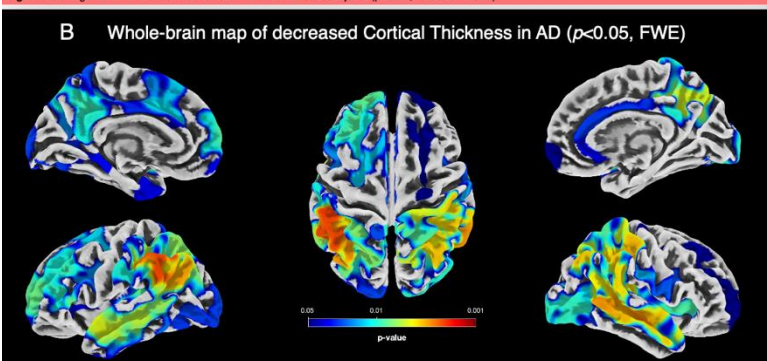 B Whole-brain map of decreased Cortical Thickness in AD (p<0.05, FWE)
0.05 0.01 0.001
p-value